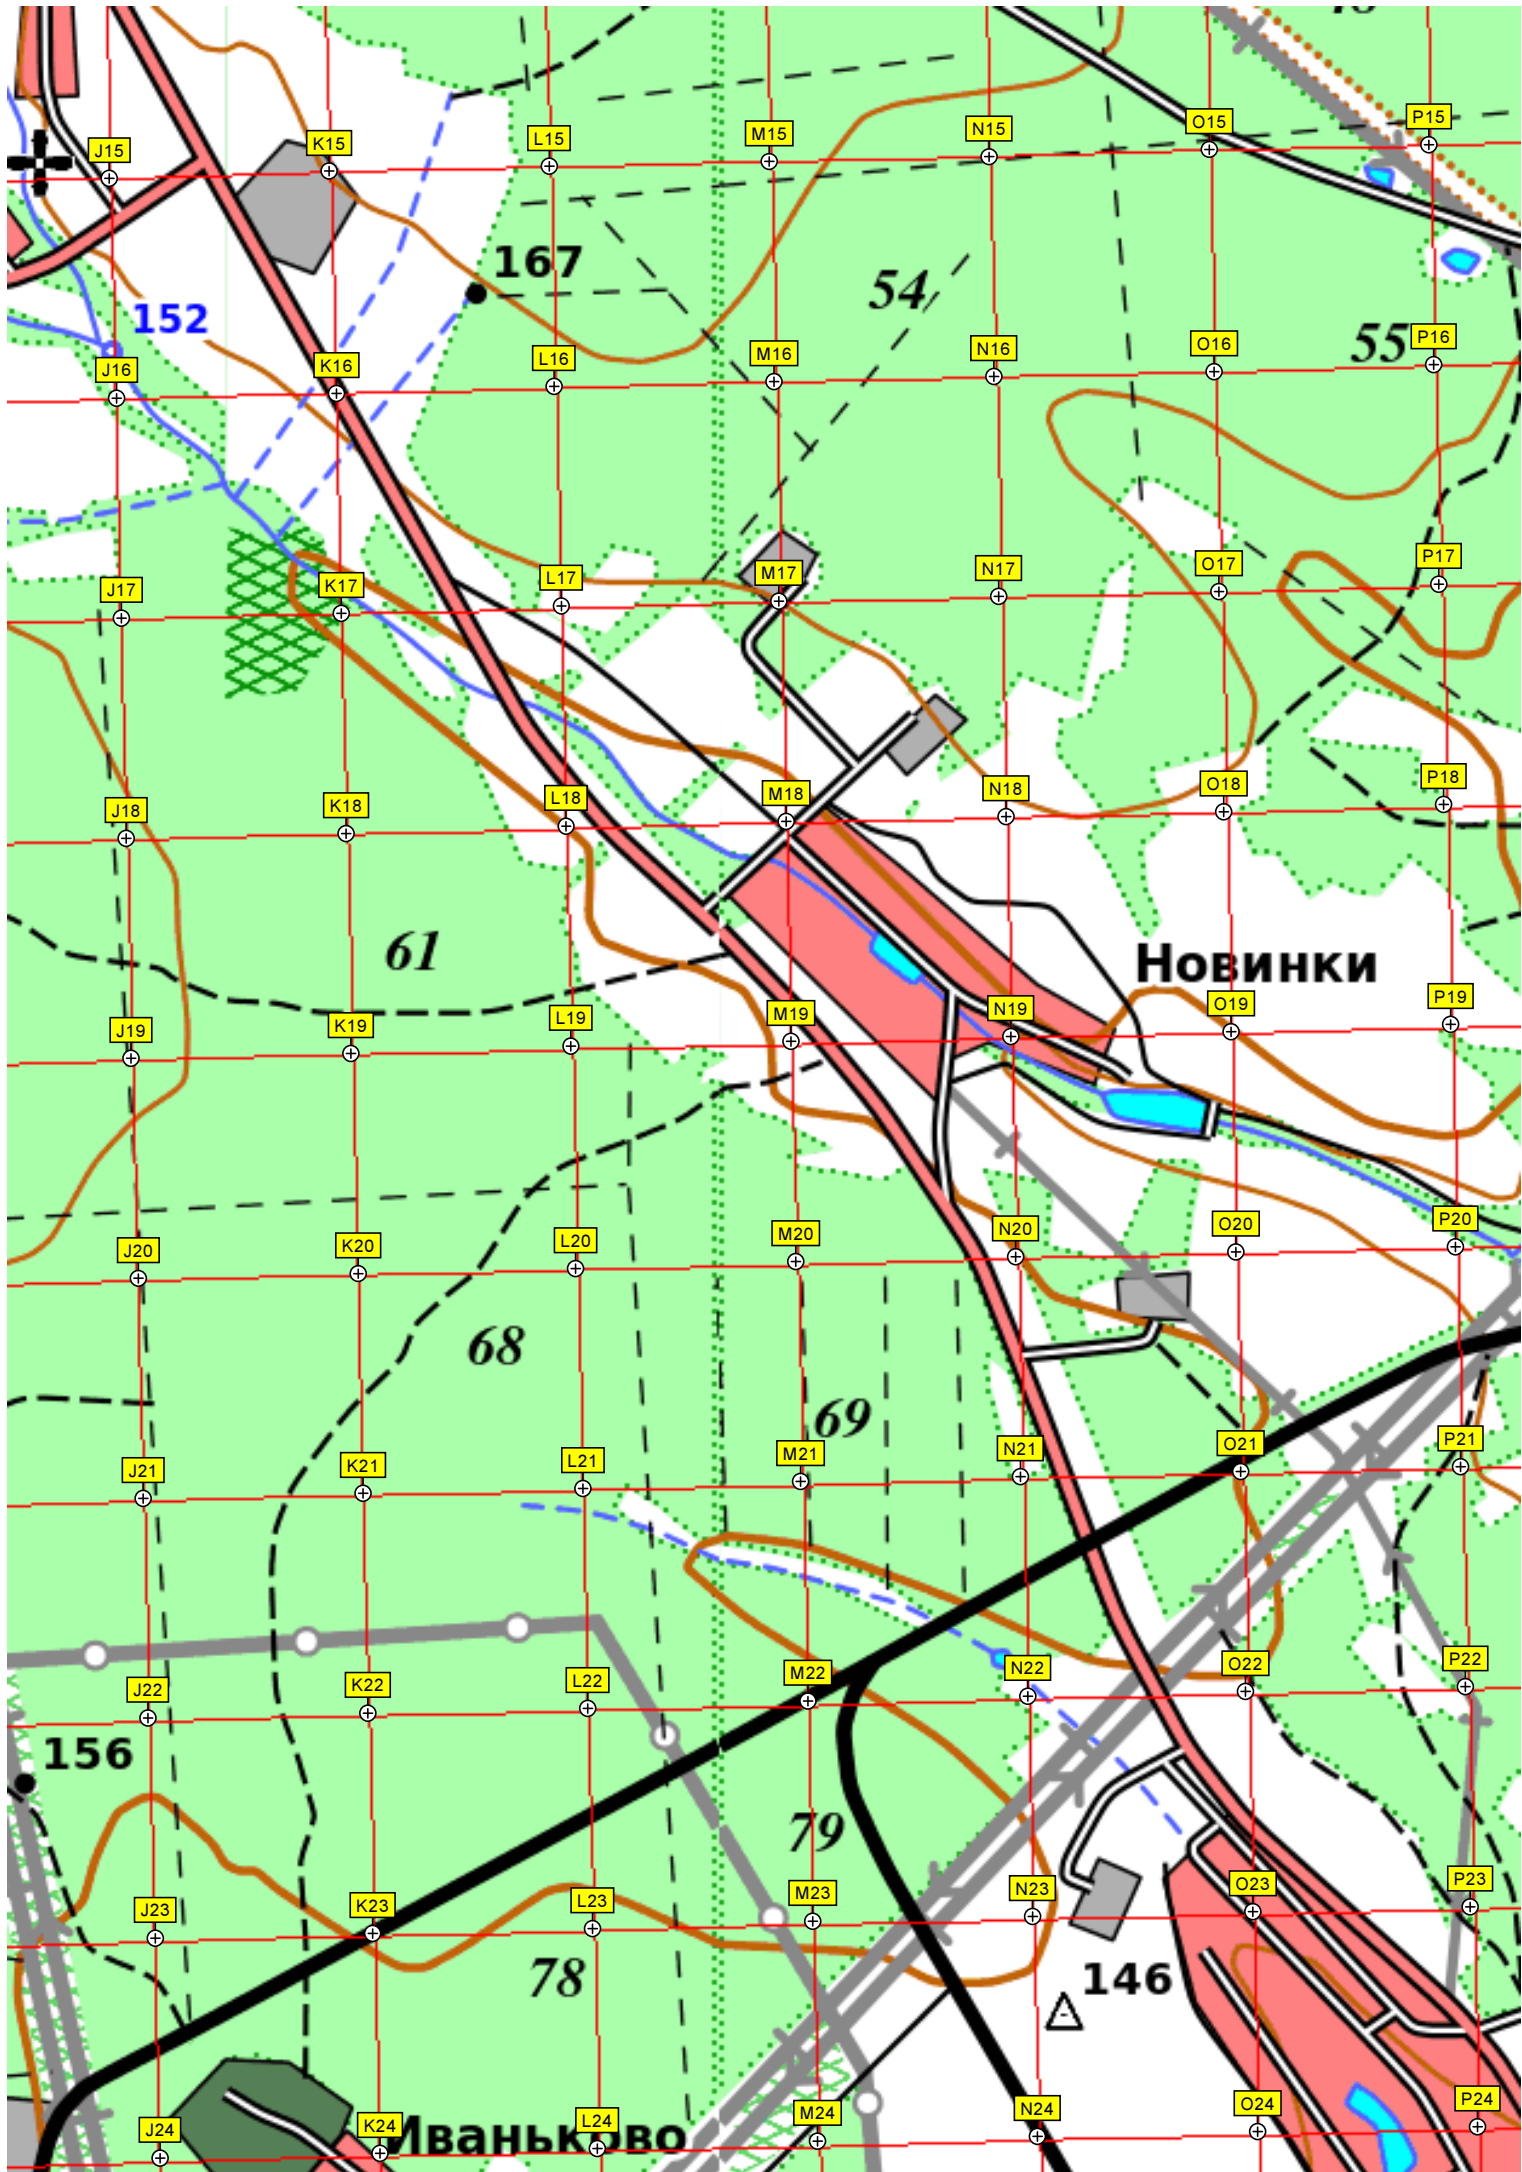 J15 K15 L15 M15 N15 O15 P15
167
54
152
55
J16 K16 L16 M16 N16 O16 P16
J17 K17 L17 M17 N17 O17 P17
J18 K18 L18 M18 N18 O18 P18
61
Новинки
J19 K19 L19 M19 N19 O19 P19
J20 K20 L20 M20 N20 O20 P20
68
69
J21 K21 L21 M21 N21 O21 P21
J22 K22 L22 M22 N22 O22 P22
156
79
J23 K23 L23 M23 N23 O23 P23
78
146
J24 K24 L24 M24 N24 O24 P24
Иваньково